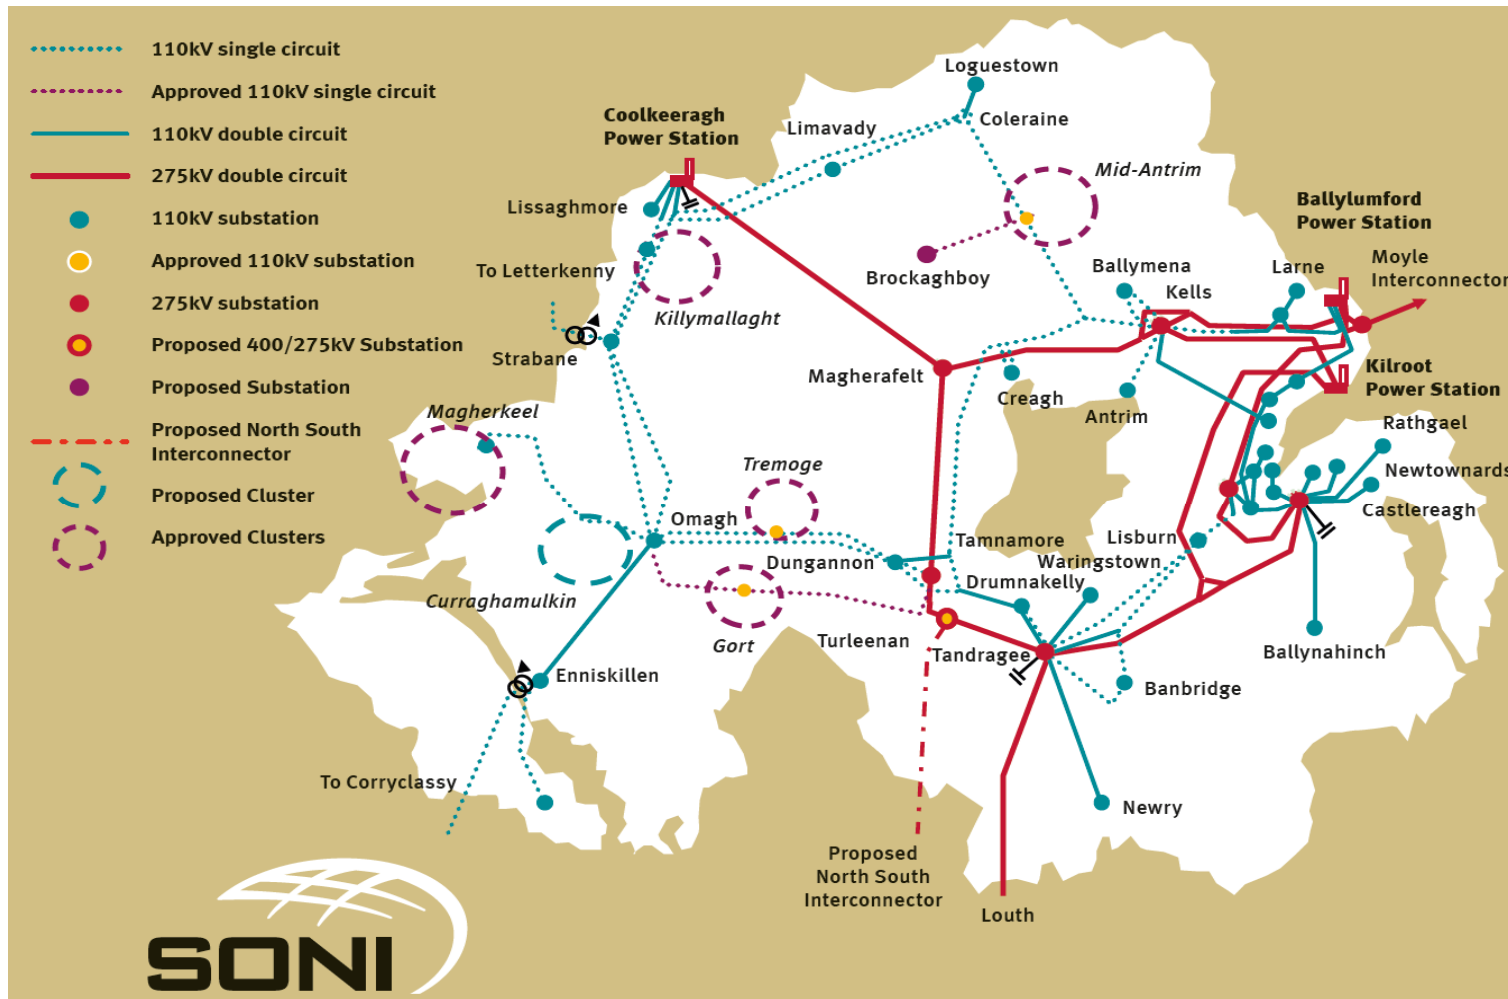 110kV single circuit
Approved 110kV single circuit
110kV double circuit
275kV double circuit
110kV substation
Approved 110kV substation
275kV substation
Proposed 400/275kV Substation
Proposed Substation
Proposed North South
Interconnector
Proposed Cluster
Approved Clusters
Loguestown
Coleraine
Limavady
Coolkeeragh
Power Station
Mid-Antrim
Lissaghmore
Ballylumford
Power Station
To Letterkenny
Brockaghboy
Ballymena
Kells
Larne
Moyle
Interconnector
Killymallaght
Strabane
Magherafelt
Creagh
Antrim
Kilroot
Power Station
Magherkeel
Rathgael
Tremoge
Newtownards
Castlereagh
Omagh
Dungannon
Tamnamore
Lisburn
Waringstown
Drumnakelly
Curraghamulkin
Gort
Turleenan
Tandragee
Ballynahinch
Enniskillen
Banbridge
To Corryclassy
Newry
Proposed
North South
Interconnector
Louth
SONI